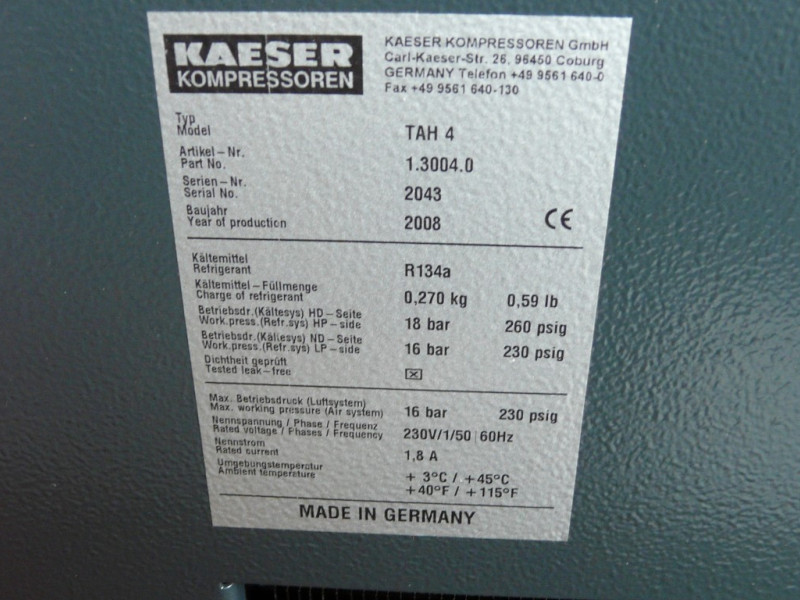 KAESER
KOMPRESSOREN
KAESER KOMPRESSOREN GmbH
Carl-Kaeser-Str. 26, 96450 Coburg
GERMANY Telefon +49 9561 640-0
Fax +49 9561 640-130
Typ
Model TAH 4
Artikel-Nr.
Part No. 1.3004.0
Serien-Nr.
Serial No. 2043
Baujahr
Year of production 2008 CE
Kältemittel
Refrigerant R134a
Kältemittel-Füllmenge
Charge of refrigerant 0,270 kg 0,59 lb
Betriebsdr.(Kältesys) HD-Seite
Work.press.(Refr.sys) HP-side 18 bar 260 psig
Betriebsdr.(Kältesys) ND-Seite
Work.press.(Refr.sys) LP-side 16 bar 230 psig
Dichtheit geprüft
Tested leak-free ☒
Max. Betriebsdruck (Luftsystem)
Max. working pressure (Air system) 16 bar 230 psig
Nennspannung / Phase / Frequenz
Rated voltage / Phases / Frequency 230V/1/50|60Hz
Nennstrom
Rated current 1,8 A
Umgebungstemperatur
Ambient temperature + 3°C / +45°C
+40°F / +115°F
MADE IN GERMANY